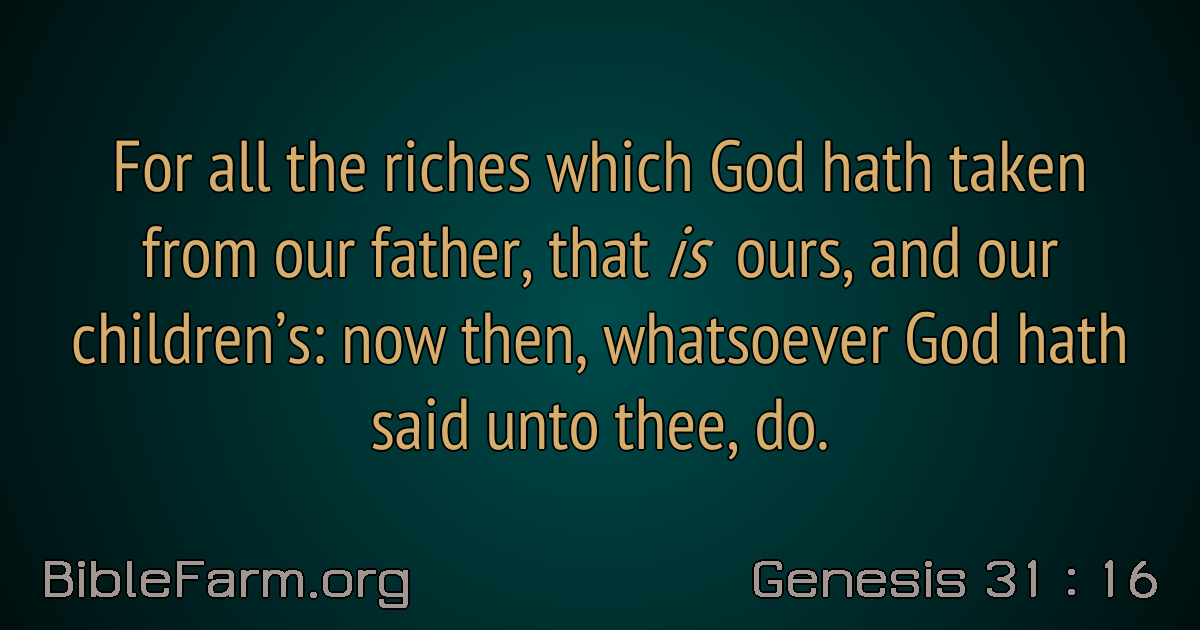 For all the riches which God hath taken
from our father, that is ours, and our
children’s: now then, whatsoever God hath
said unto thee, do.
BibleFarm.org
Genesis 31 : 16